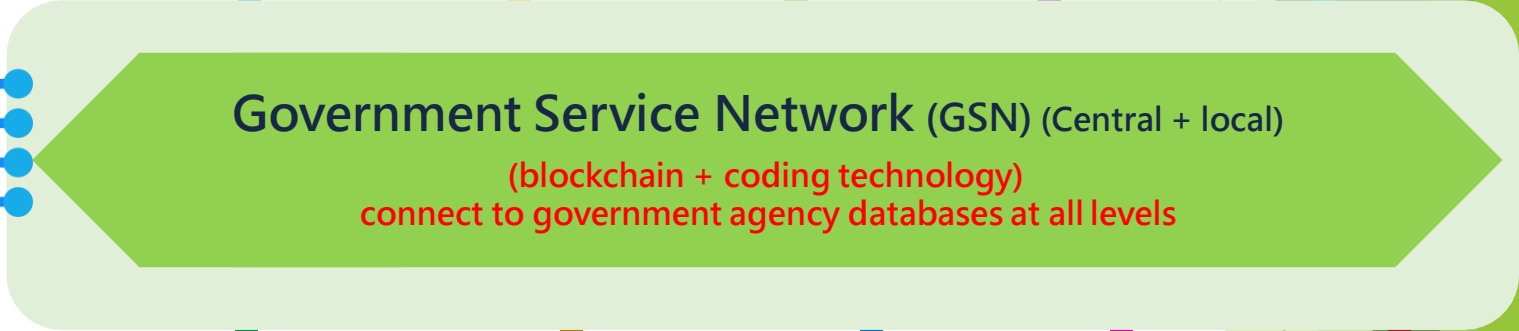 Government Service Network (GSN) (Central + local)
(blockchain + coding technology)
connect to government agency databases at all levels